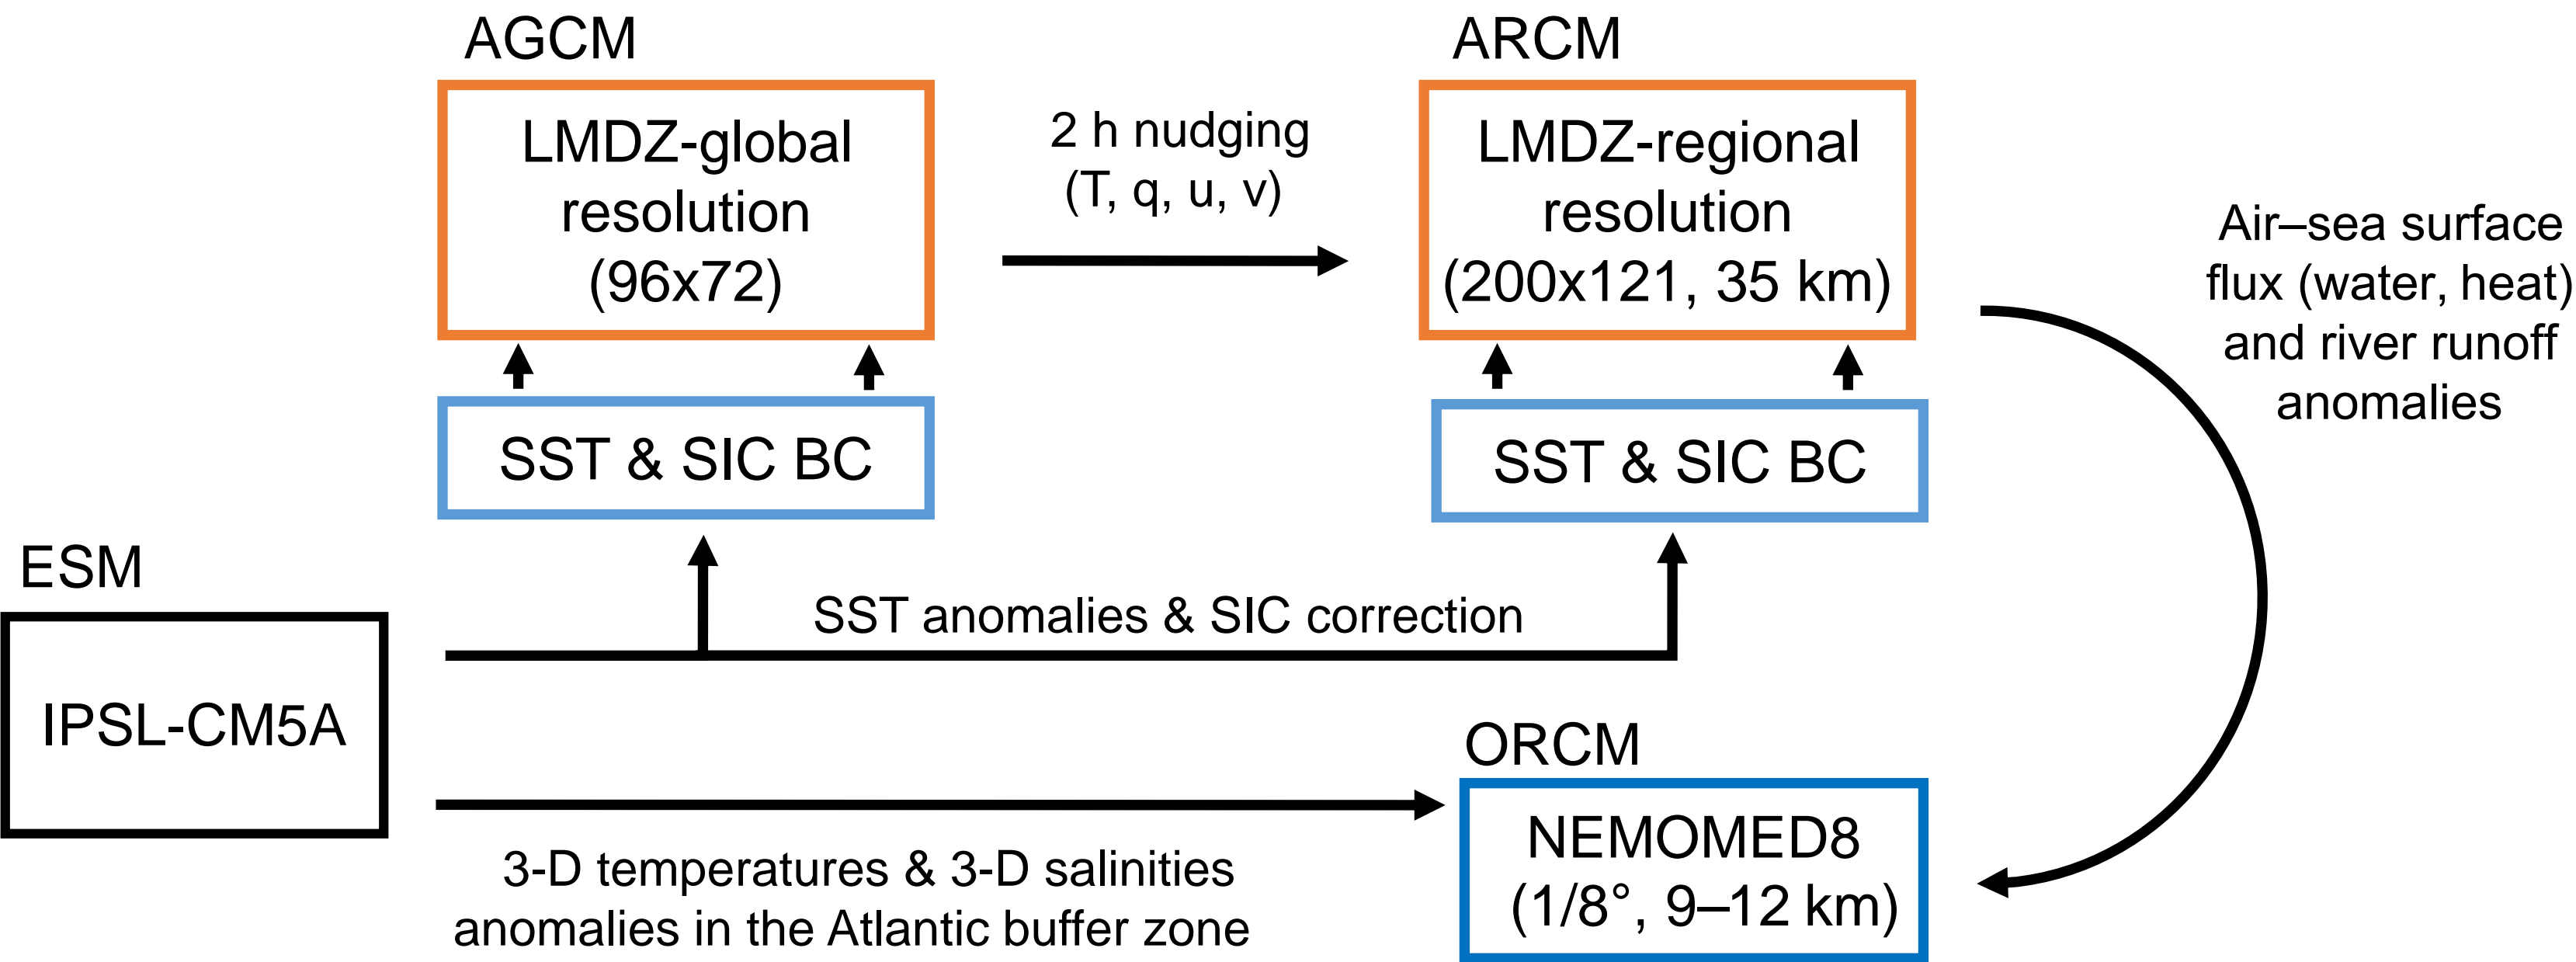 AGCM
LMDZ-global
resolution
(96x72)
2 h nudging
(T, q, u, v)
ARCM
LMDZ-regional
resolution
(200x121, 35 km)
Air–sea surface
flux (water, heat)
and river runoff
anomalies
SST & SIC BC
SST & SIC BC
ESM
IPSL-CM5A
SST anomalies & SIC correction
3-D temperatures & 3-D salinities
anomalies in the Atlantic buffer zone
ORCM
NEMOMED8
(1/8°, 9–12 km)